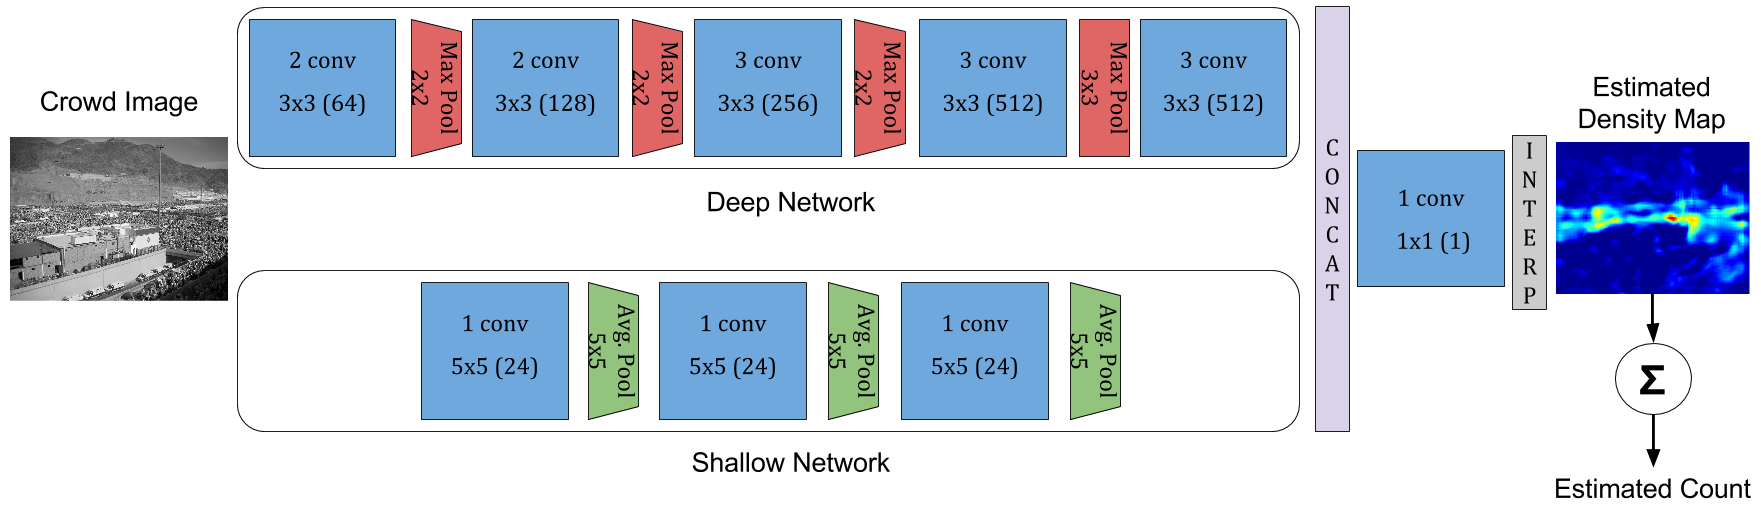 Crowd Image
2 conv
3x3 (64)
Max Pool
2x2
2 conv
3x3 (128)
Max Pool
2x2
3 conv
3x3 (256)
Max Pool
2x2
3 conv
3x3 (512)
Max Pool
3x3
3 conv
3x3 (512)
Deep Network
1 conv
5x5 (24)
Avg. Pool
5x5
1 conv
5x5 (24)
Avg. Pool
5x5
1 conv
5x5 (24)
Avg. Pool
5x5
Shallow Network
CONCAT
1 conv
1x1 (1)
INTERP
Estimated
Density Map
Σ
Estimated Count